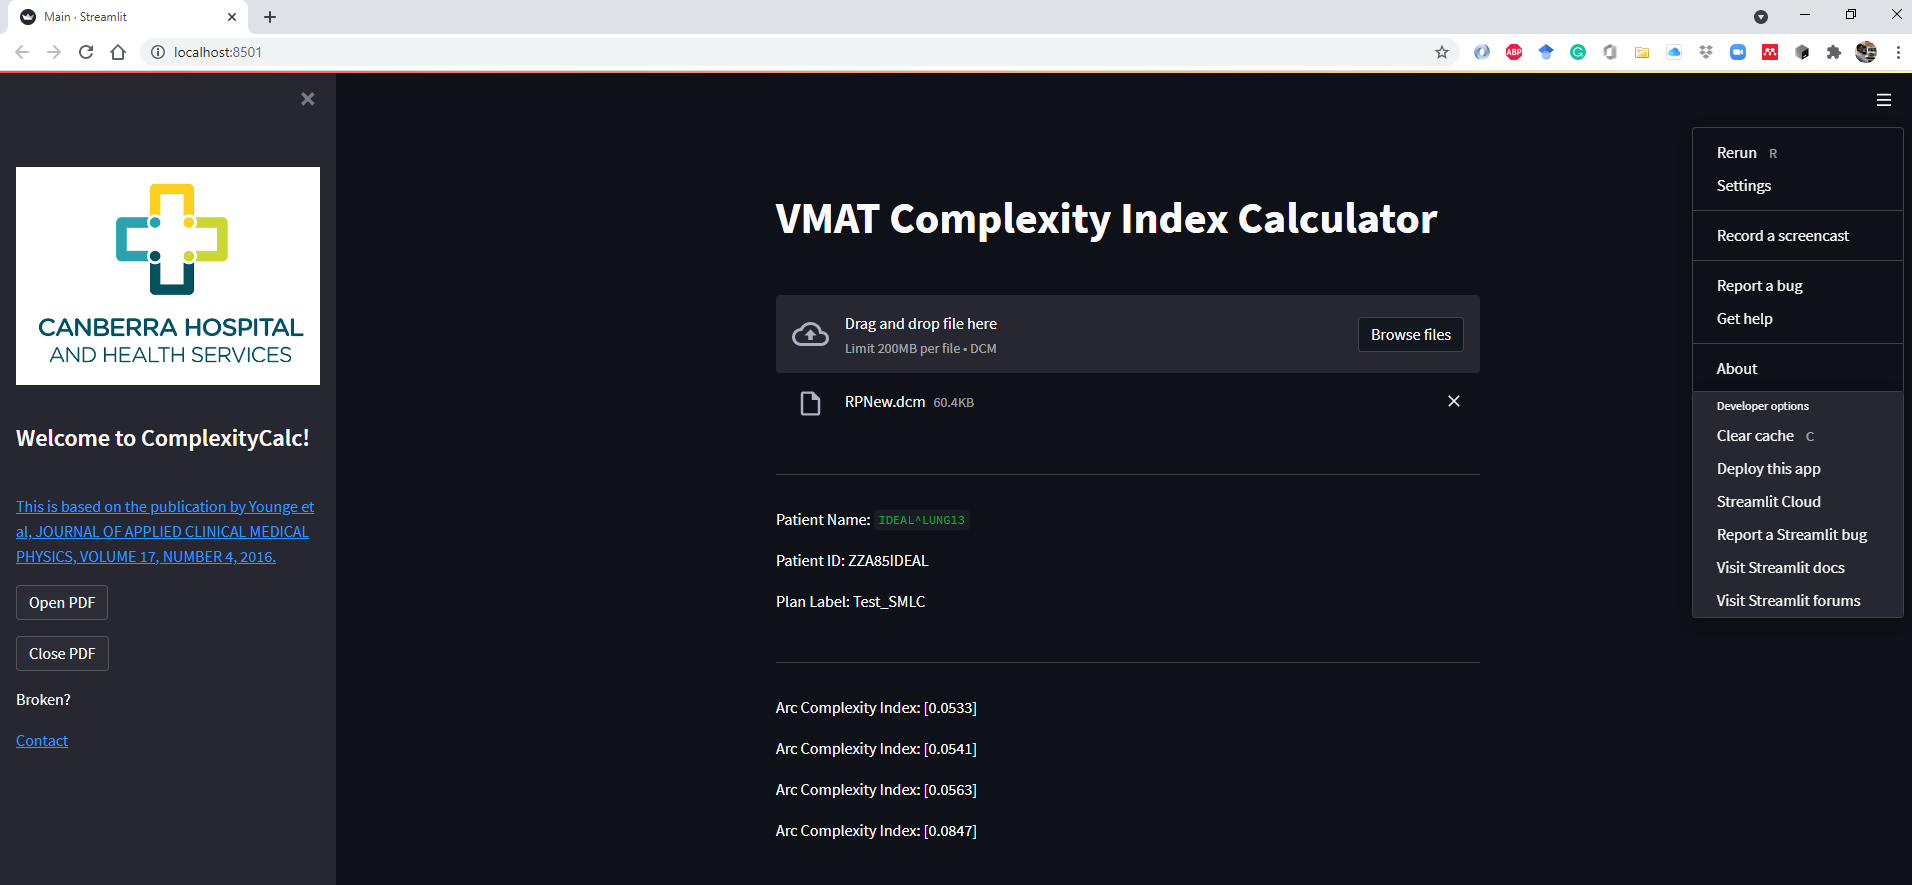 Main · Streamlit
localhost:8501
ABP
CANBERRA HOSPITAL
AND HEALTH SERVICES
Welcome to ComplexityCalc!
This is based on the publication by Younge et
al, JOURNAL OF APPLIED CLINICAL MEDICAL
PHYSICS, VOLUME 17, NUMBER 4, 2016.
Open PDF
Close PDF
Broken?
Contact
VMAT Complexity Index Calculator
Drag and drop file here
Limit 200MB per file • DCM
Browse files
RPNew.dcm 60.4KB
Patient Name: IDEAL^LUNG13
Patient ID: ZZA85IDEAL
Plan Label: Test_SMLC
Arc Complexity Index: [0.0533]
Arc Complexity Index: [0.0541]
Arc Complexity Index: [0.0563]
Arc Complexity Index: [0.0847]
Rerun R
Settings
Record a screencast
Report a bug
Get help
About
Developer options
Clear cache C
Deploy this app
Streamlit Cloud
Report a Streamlit bug
Visit Streamlit docs
Visit Streamlit forums